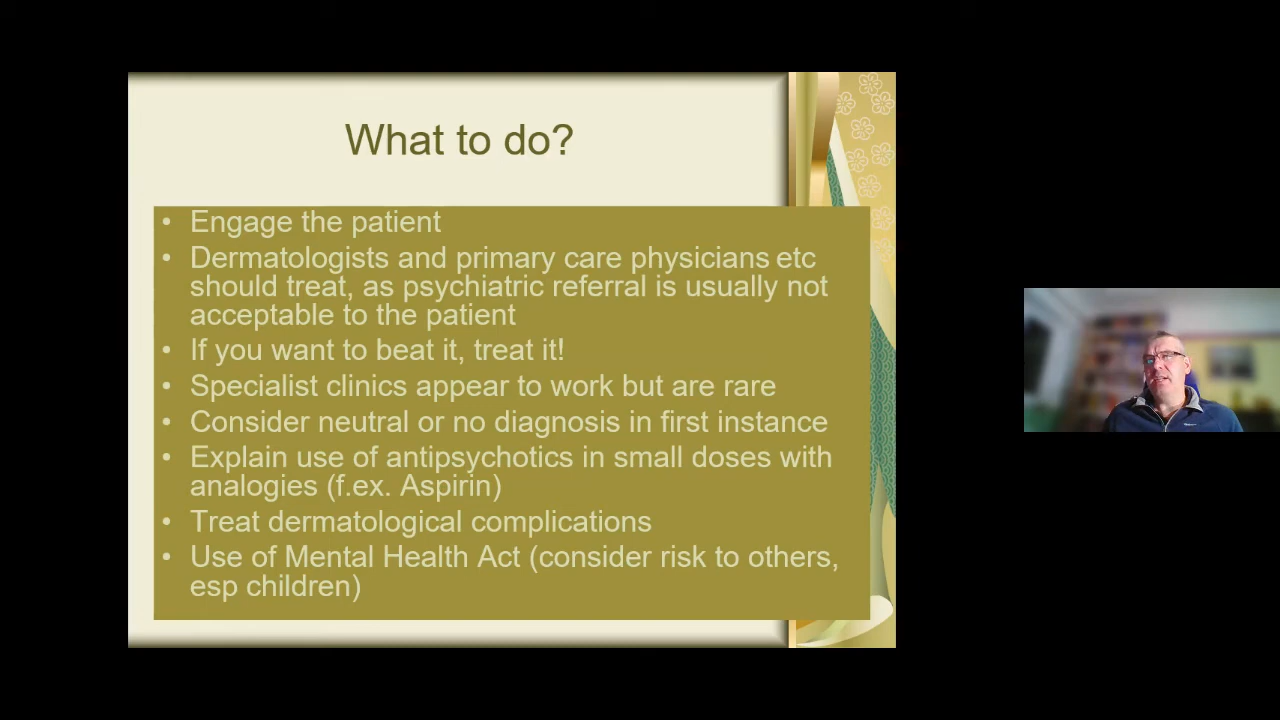 What to do?
• Engage the patient
• Dermatologists and primary care physicians etc
should treat, as psychiatric referral is usually not
acceptable to the patient
• If you want to beat it, treat it!
• Specialist clinics appear to work but are rare
• Consider neutral or no diagnosis in first instance
• Explain use of antipsychotics in small doses with
analogies (f.ex. Aspirin)
• Treat dermatological complications
• Use of Mental Health Act (consider risk to others,
esp children)